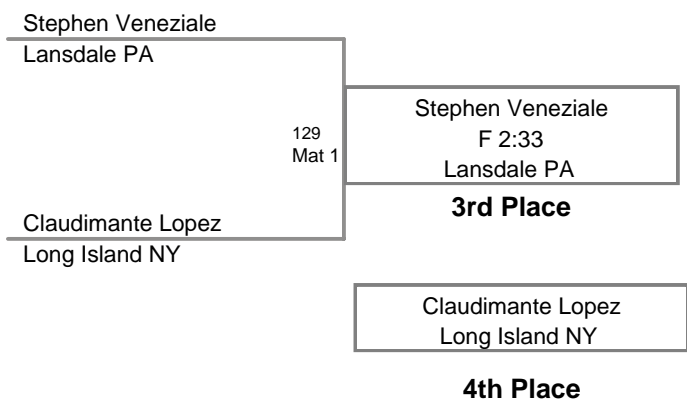 Stephen Veneziale
Lansdale PA
129
Mat 1
Stephen Veneziale
F 2:33
Lansdale PA
3rd Place
Claudimante Lopez
Long Island NY
Claudimante Lopez
Long Island NY
4th Place